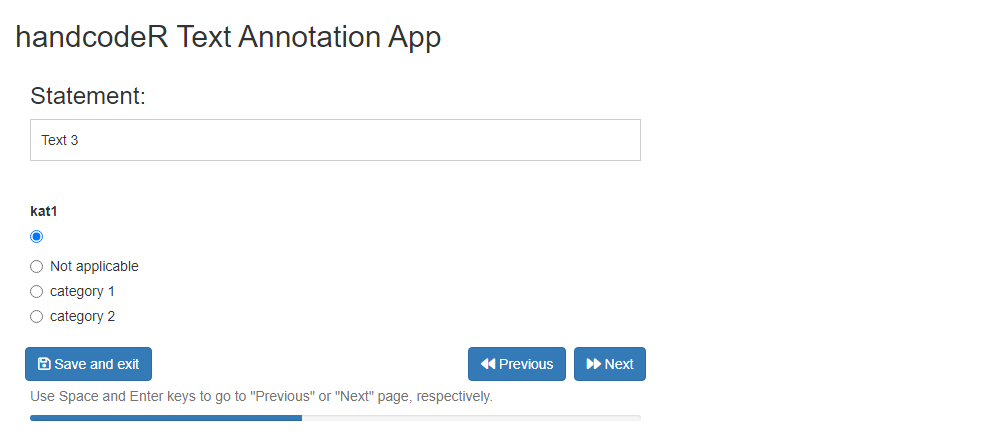 handcodeR Text Annotation App
Statement:
Text 3
kat1
Not applicable
category 1
category 2
Save and exit
Previous
Next
Use Space and Enter keys to go to "Previous" or "Next" page, respectively.